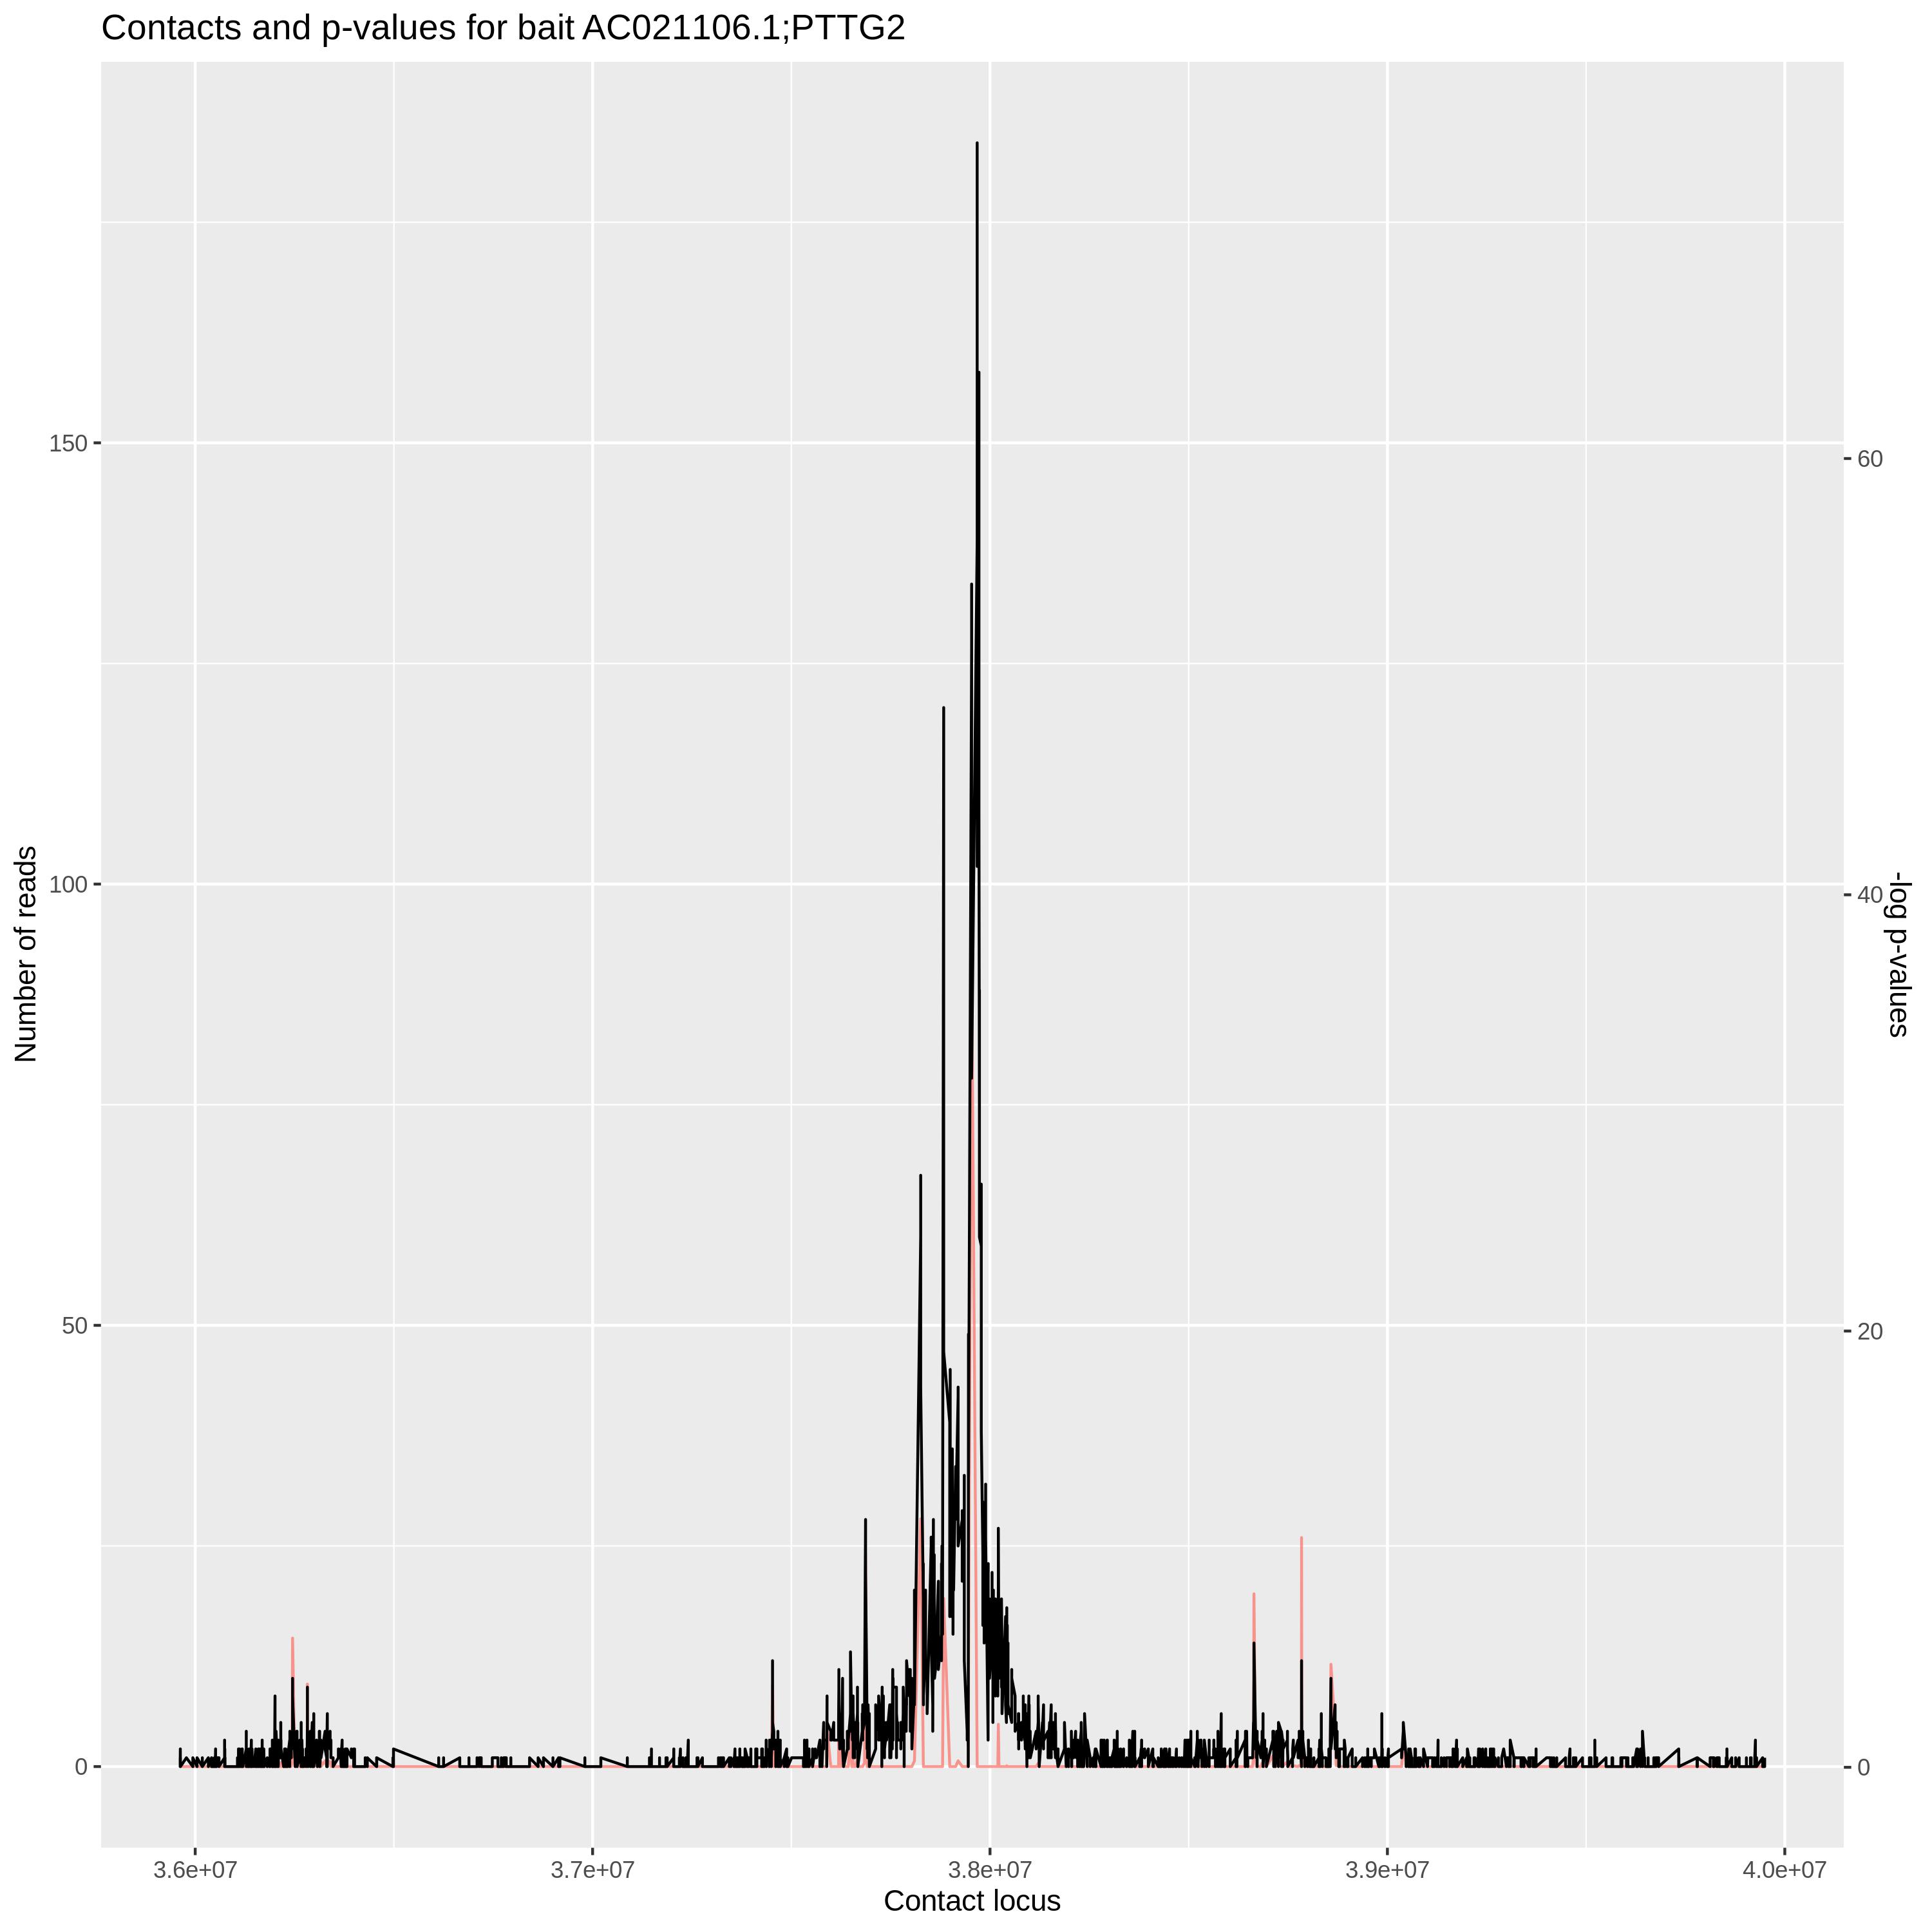 Contacts and p-values for bait AC021106.1;PTTG2
150
100
50
0
Number of reads
60
40
20
0
-log p-values
3.6e+07 3.7e+07 3.8e+07 3.9e+07 4.0e+07
Contact locus